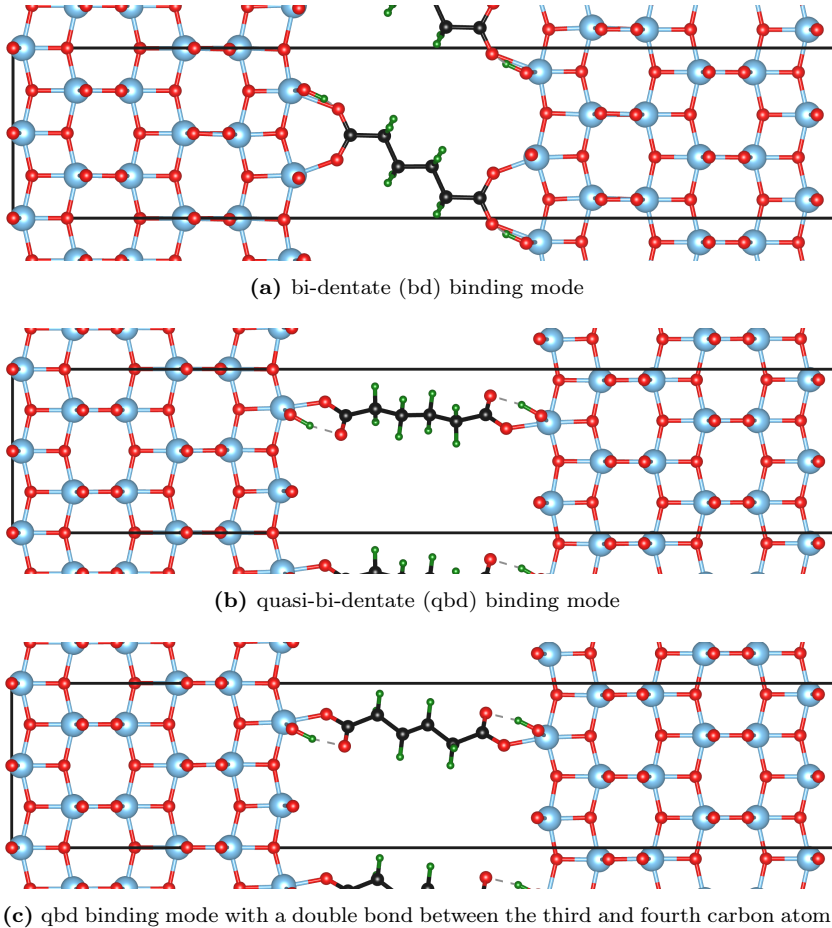 (a) bi-dentate (bd) binding mode
(b) quasi-bi-dentate (qbd) binding mode
(c) qbd binding mode with a double bond between the third and fourth carbon atom